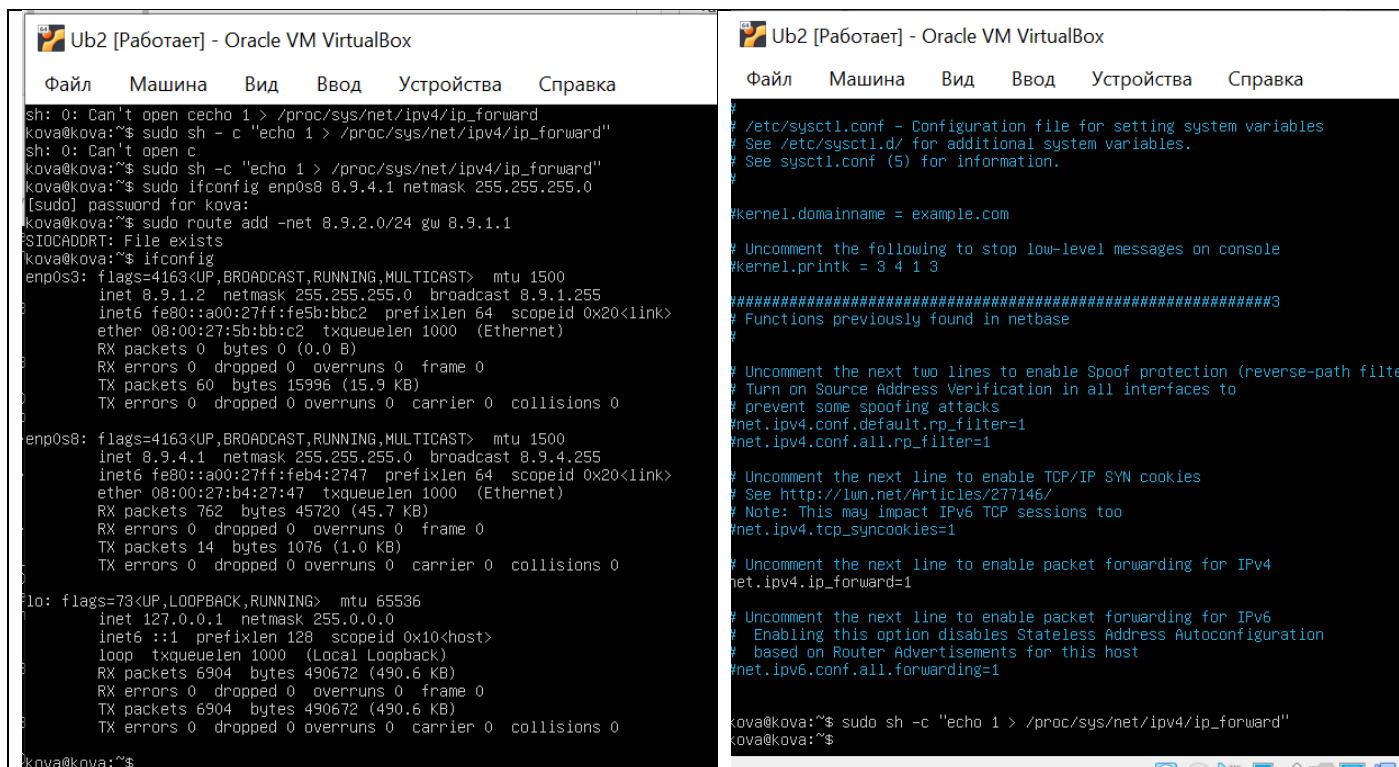 Ub2 [Работает] - Oracle VM VirtualBox
Файл Машина Вид Ввод Устройства Справка
sh: 0: Can't open cecho 1 > /proc/sys/net/ipv4/ip_forward
kova@kova:~$ sudo sh - c "echo 1 > /proc/sys/net/ipv4/ip_forward"
sh: 0: Can't open c
kova@kova:~$ sudo sh -c "echo 1 > /proc/sys/net/ipv4/ip_forward"
kova@kova:~$ sudo ifconfig enp0s8 8.9.4.1 netmask 255.255.255.0
[sudo] password for kova:
kova@kova:~$ sudo route add -net 8.9.2.0/24 gw 8.9.1.1
SIOCADDRT: File exists
kova@kova:~$ ifconfig
enp0s3: flags=4163<UP,BROADCAST,RUNNING,MULTICAST> mtu 1500
inet 8.9.1.2 netmask 255.255.255.0 broadcast 8.9.1.255
inet6 fe80::a00:27ff:fe5b:bbc2 prefixlen 64 scopeid 0x20<link>
ether 08:00:27:5b:bb:c2 txqueuelen 1000 (Ethernet)
RX packets 0 bytes 0 (0.0 B)
RX errors 0 dropped 0 overruns 0 frame 0
TX packets 60 bytes 15996 (15.9 KB)
TX errors 0 dropped 0 overruns 0 carrier 0 collisions 0
enp0s8: flags=4163<UP,BROADCAST,RUNNING,MULTICAST> mtu 1500
inet 8.9.4.1 netmask 255.255.255.0 broadcast 8.9.4.255
inet6 fe80::a00:27ff:feb4:2747 prefixlen 64 scopeid 0x20<link>
ether 08:00:27:b4:27:47 txqueuelen 1000 (Ethernet)
RX packets 762 bytes 45720 (45.7 KB)
RX errors 0 dropped 0 overruns 0 frame 0
TX packets 14 bytes 1076 (1.0 KB)
TX errors 0 dropped 0 overruns 0 carrier 0 collisions 0
lo: flags=73<UP,LOOPBACK,RUNNING> mtu 65536
inet 127.0.0.1 netmask 255.0.0.0
inet6 ::1 prefixlen 128 scopeid 0x10<host>
loop txqueuelen 1000 (Local Loopback)
RX packets 6904 bytes 490672 (490.6 KB)
RX errors 0 dropped 0 overruns 0 frame 0
TX packets 6904 bytes 490672 (490.6 KB)
TX errors 0 dropped 0 overruns 0 carrier 0 collisions 0
kova@kova:~$
Ub2 [Работает] - Oracle VM VirtualBox
Файл Машина Вид Ввод Устройства Справка
#
# /etc/sysctl.conf - Configuration file for setting system variables
# See /etc/sysctl.d/ for additional system variables.
# See sysctl.conf (5) for information.
#
#kernel.domainname = example.com
# Uncomment the following to stop low-level messages on console
#kernel.printk = 3 4 1 3
##############################################################3
# Functions previously found in netbase
#
# Uncomment the next two lines to enable Spoof protection (reverse-path filte
# Turn on Source Address Verification in all interfaces to
# prevent some spoofing attacks
#net.ipv4.conf.default.rp_filter=1
#net.ipv4.conf.all.rp_filter=1
# Uncomment the next line to enable TCP/IP SYN cookies
# See http://lwn.net/Articles/277146/
# Note: This may impact IPv6 TCP sessions too
#net.ipv4.tcp_syncookies=1
# Uncomment the next line to enable packet forwarding for IPv4
net.ipv4.ip_forward=1
# Uncomment the next line to enable packet forwarding for IPv6
# Enabling this option disables Stateless Address Autoconfiguration
# based on Router Advertisements for this host
#net.ipv6.conf.all.forwarding=1
kova@kova:~$ sudo sh -c "echo 1 > /proc/sys/net/ipv4/ip_forward"
kova@kova:~$